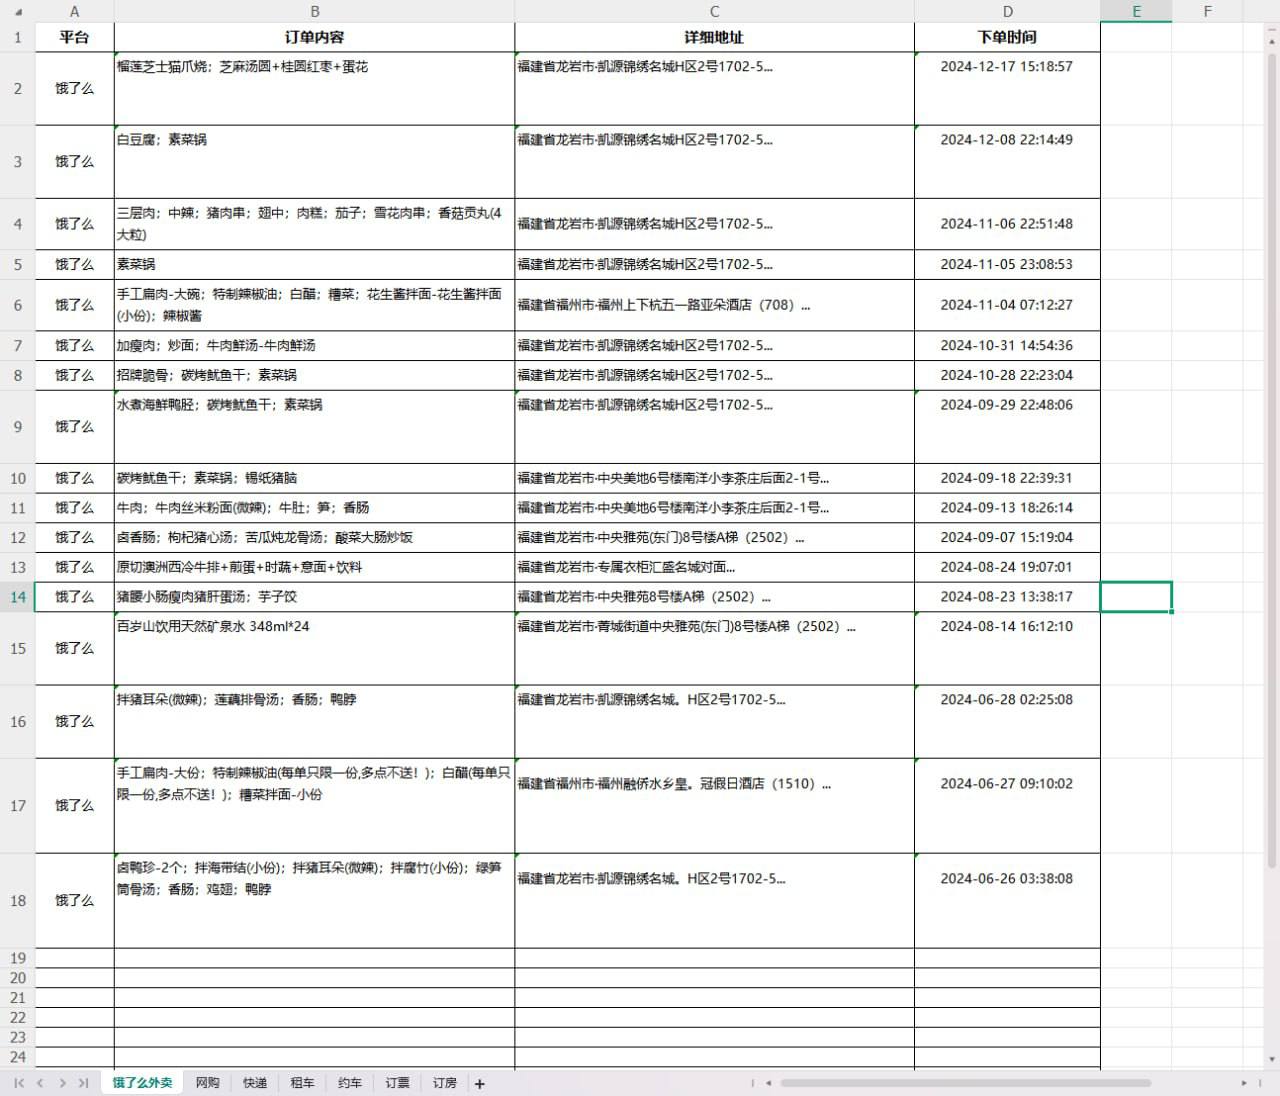 A B C D E F
1 平台 订单内容 详细地址 下单时间
2 饿了么 榴莲芝士猫爪烧；芝麻汤圆+桂圆红枣+蛋花 福建省龙岩市·凯源锦绣名城H区2号1702-5... 2024-12-17 15:18:57
3 饿了么 白豆腐；素菜锅 福建省龙岩市·凯源锦绣名城H区2号1702-5... 2024-12-08 22:14:49
4 饿了么 三层肉；中辣；猪肉串；翅中；肉糕；茄子；雪花肉串；香菇贡丸(4
大粒) 福建省龙岩市·凯源锦绣名城H区2号1702-5... 2024-11-06 22:51:48
5 饿了么 素菜锅 福建省龙岩市·凯源锦绣名城H区2号1702-5... 2024-11-05 23:08:53
6 饿了么 手工扁肉-大碗；特制辣椒油；白醋；糟菜；花生酱拌面-花生酱拌面
(小份)；辣椒酱 福建省福州市·福州上下杭五一路亚朵酒店（708）... 2024-11-04 07:12:27
7 饿了么 加瘦肉；炒面；牛肉鲜汤-牛肉鲜汤 福建省龙岩市·凯源锦绣名城H区2号1702-5... 2024-10-31 14:54:36
8 饿了么 招牌脆骨；碳烤鱿鱼干；素菜锅 福建省龙岩市·凯源锦绣名城H区2号1702-5... 2024-10-28 22:23:04
9 饿了么 水煮海鲜鸭胫；碳烤鱿鱼干；素菜锅 福建省龙岩市·凯源锦绣名城H区2号1702-5... 2024-09-29 22:48:06
10 饿了么 碳烤鱿鱼干；素菜锅；锡纸猪脑 福建省龙岩市·中央美地6号楼南洋小李茶庄后面2-1号... 2024-09-18 22:39:31
11 饿了么 牛肉；牛肉丝米粉面(微辣)；牛肚；笋；香肠 福建省龙岩市·中央美地6号楼南洋小李茶庄后面2-1号... 2024-09-13 18:26:14
12 饿了么 卤香肠；枸杞猪心汤；苦瓜炖龙骨汤；酸菜大肠炒饭 福建省龙岩市·中央雅苑(东门)8号楼A梯（2502）... 2024-09-07 15:19:04
13 饿了么 原切澳洲西冷牛排+煎蛋+时蔬+意面+饮料 福建省龙岩市·专属衣柜汇盛名城对面... 2024-08-24 19:07:01
14 饿了么 猪腰小肠瘦肉猪肝蛋汤；芋子饺 福建省龙岩市·中央雅苑8号楼A梯（2502）... 2024-08-23 13:38:17
15 饿了么 百岁山饮用天然矿泉水 348ml*24 福建省龙岩市·菁城街道中央雅苑(东门)8号楼A梯（2502）... 2024-08-14 16:12:10
16 饿了么 拌猪耳朵(微辣)；莲藕排骨汤；香肠；鸭脖 福建省龙岩市·凯源锦绣名城。H区2号1702-5... 2024-06-28 02:25:08
17 饿了么 手工扁肉-大份；特制辣椒油(每单只限一份,多点不送！)；白醋(每单只
限一份,多点不送！)；糟菜拌面-小份 福建省福州市·福州融侨水乡皇。冠假日酒店（1510）... 2024-06-27 09:10:02
18 饿了么 卤鸭珍-2个；拌海带结(小份)；拌猪耳朵(微辣)；拌腐竹(小份)；绿笋
筒骨汤；香肠；鸡翅；鸭脖 福建省龙岩市·凯源锦绣名城。H区2号1702-5... 2024-06-26 03:38:08
19
20
21
22
23
24
饿了么外卖 网购 快递 租车 约车 订票 订房 +